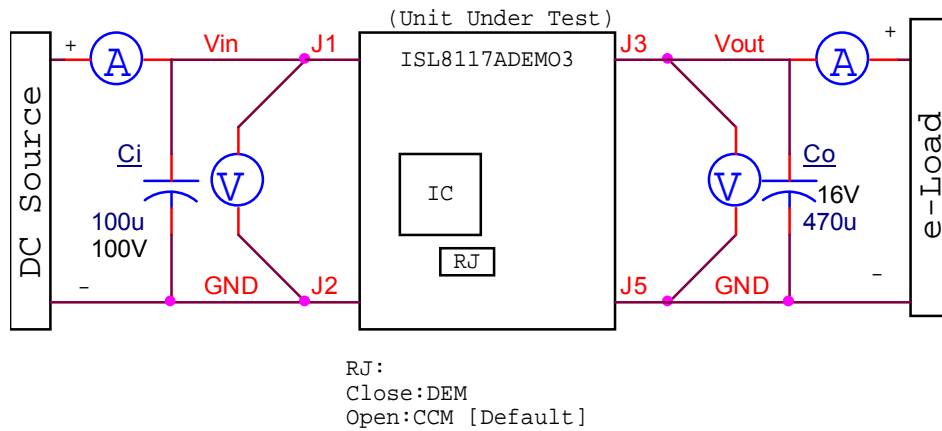 (Unit Under Test)
DC Source
+
A
Vin
J1
ISL8117ADEMO3
J3
Vout
A
+
e-Load
Ci
100u
100V
V
IC
RJ
V
Co
16V
470u
−
GND
J2
J5
GND
−
RJ:
Close:DEM
Open:CCM [Default]